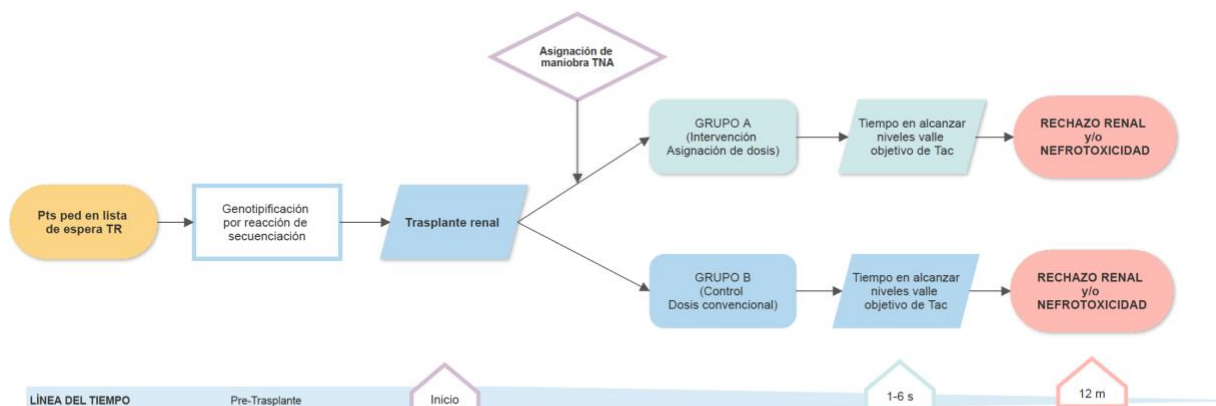 Asignación de
maniobra TNA
GRUPO A
(Intervención
Asignación de dosis)
Tiempo en alcanzar
niveles valle
objetivo de Tac
RECHAZO RENAL
y/o
NEFROTOXICIDAD
Pts ped en lista
de espera TR
Genotipificación
por reacción de
secuenciación
Trasplante renal
GRUPO B
(Control
Dosis convencional)
Tiempo en alcanzar
niveles valle
objetivo de Tac
RECHAZO RENAL
y/o
NEFROTOXICIDAD
LÍNEA DEL TIEMPO
Pre-Trasplante
Inicio
1-6 s
12 m